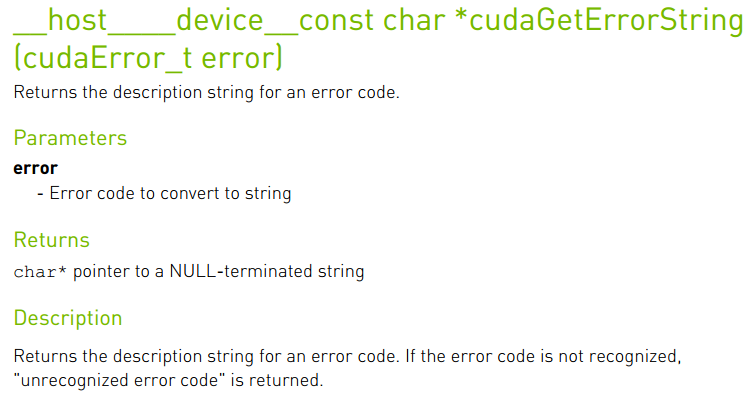 __host____device__const char *cudaGetErrorString
(cudaError_t error)
Returns the description string for an error code.
Parameters
error
- Error code to convert to string
Returns
char* pointer to a NULL-terminated string
Description
Returns the description string for an error code. If the error code is not recognized,
"unrecognized error code" is returned.